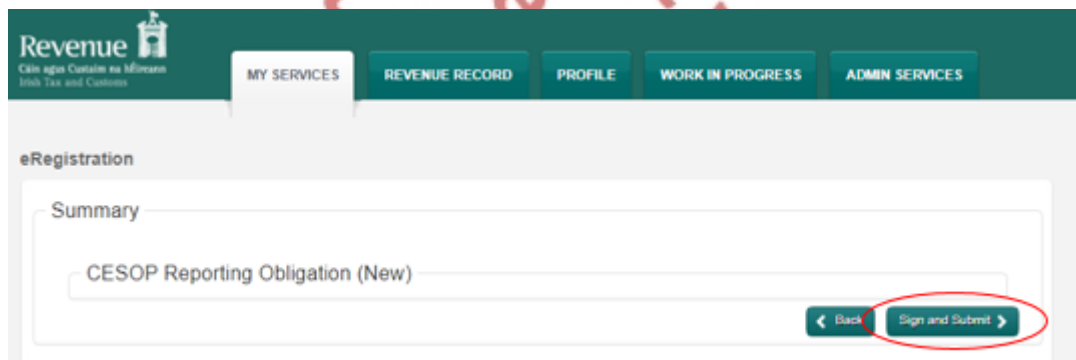 Revenue
Cáin agus Custaim na hÉireann
Irish Tax and Customs
MY SERVICES
REVENUE RECORD
PROFILE
WORK IN PROGRESS
ADMIN SERVICES
eRegistration
Summary
CESOP Reporting Obligation (New)
Back
Sign and Submit